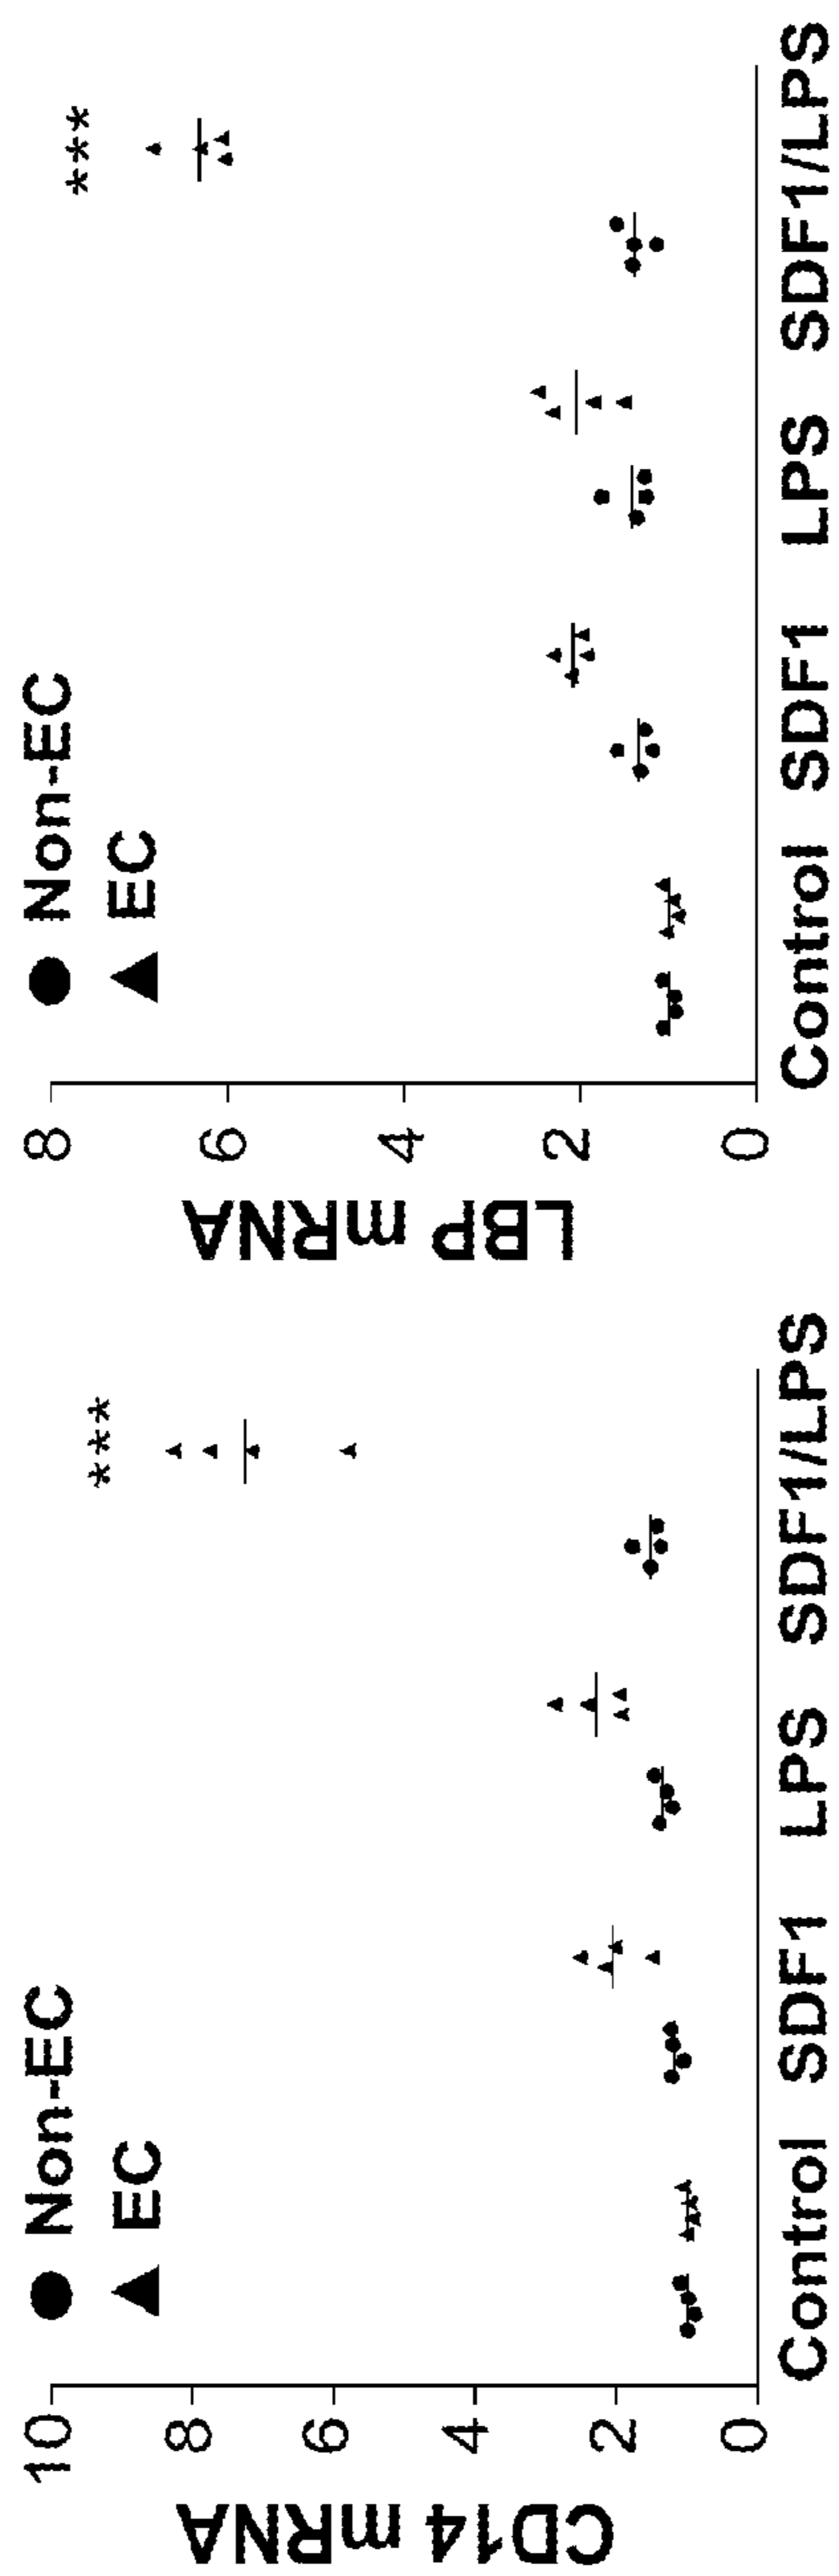 CD14 mRNA
10
8
6
4
2
0
Non-EC
EC
***
Control SDF1 LPS SDF1/LPS
LBP mRNA
8
6
4
2
0
Non-EC
EC
***
Control SDF1 LPS SDF1/LPS